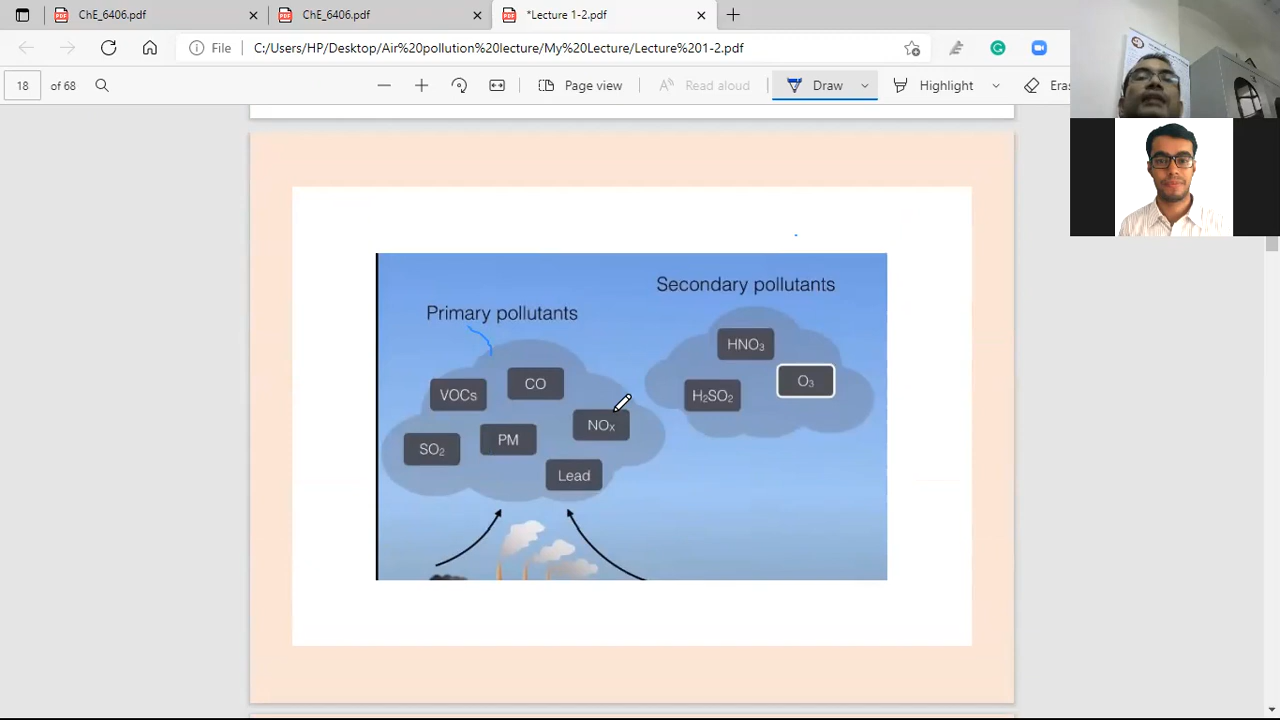 ChE_6406.pdf
ChE_6406.pdf
*Lecture 1-2.pdf
File
C:/Users/HP/Desktop/Air%20pollution%20lecture/My%20Lecture/Lecture%201-2.pdf
18 of 68
Page view
Read aloud
Draw
Highlight
Eras
Secondary pollutants
Primary pollutants
HNO₃
O₃
H₂SO₂
VOCs
CO
NOₓ
SO₂
PM
Lead